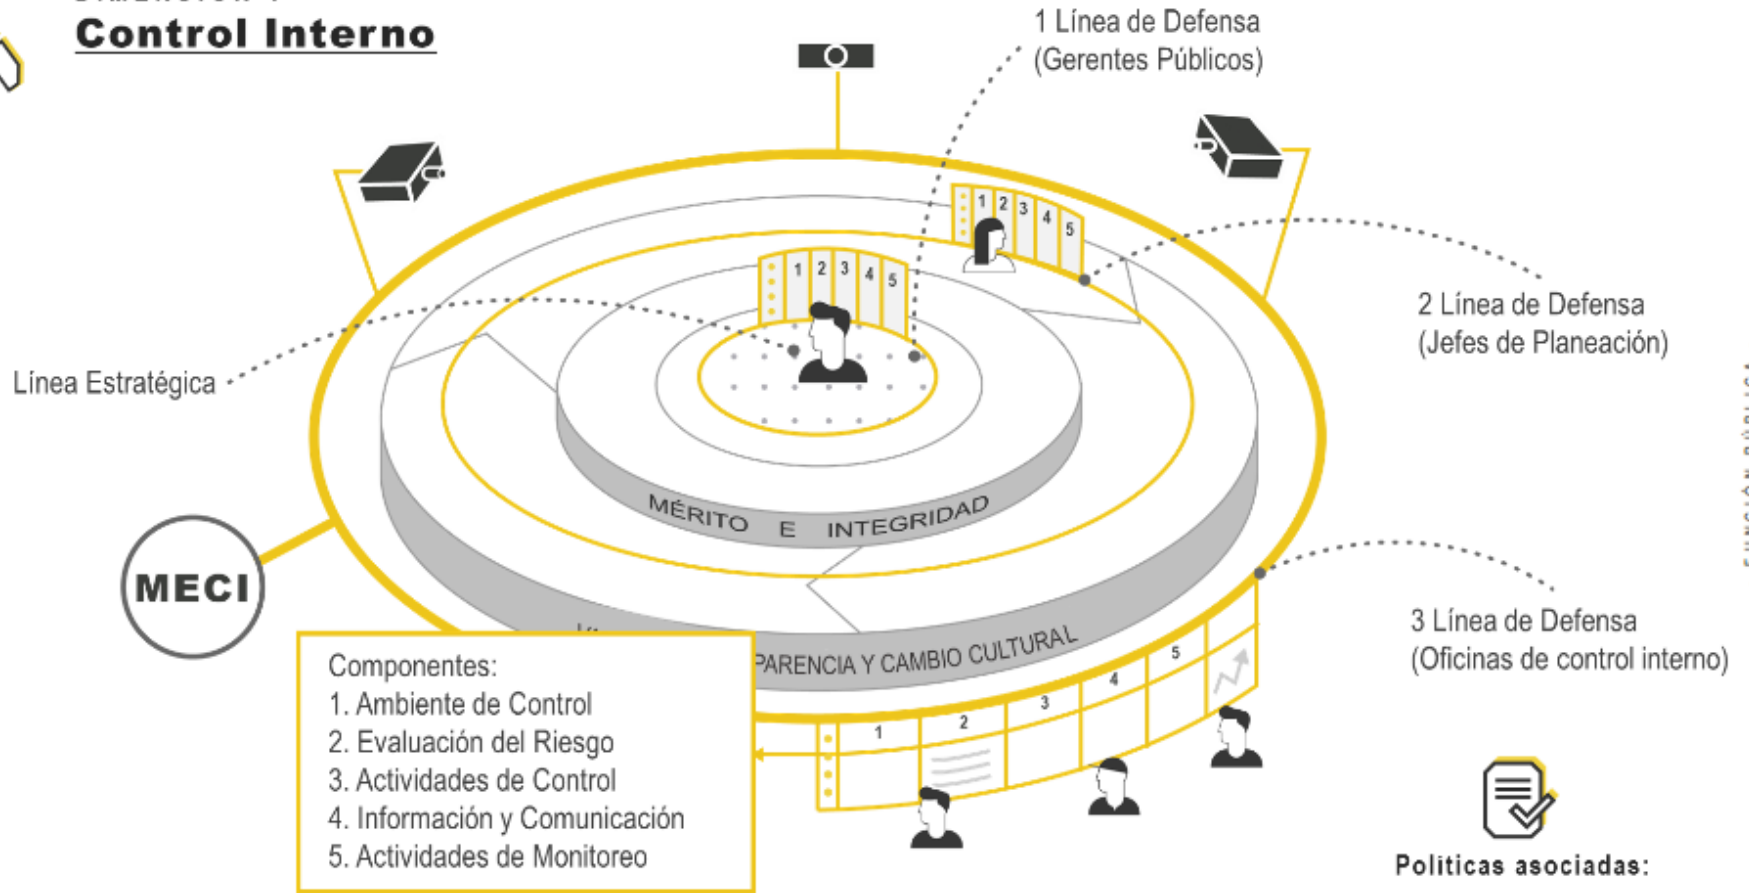 Control Interno
1 Línea de Defensa
(Gerentes Públicos)
1 2 3 4 5
1 2 3 4 5
2 Línea de Defensa
(Jefes de Planeación)
Línea Estratégica
MÉRITO E INTEGRIDAD
MECI
PARENCIA Y CAMBIO CULTURAL
3 Línea de Defensa
(Oficinas de control interno)
1 2 3 4 5
Componentes:
1. Ambiente de Control
2. Evaluación del Riesgo
3. Actividades de Control
4. Información y Comunicación
5. Actividades de Monitoreo
Políticas asociadas: